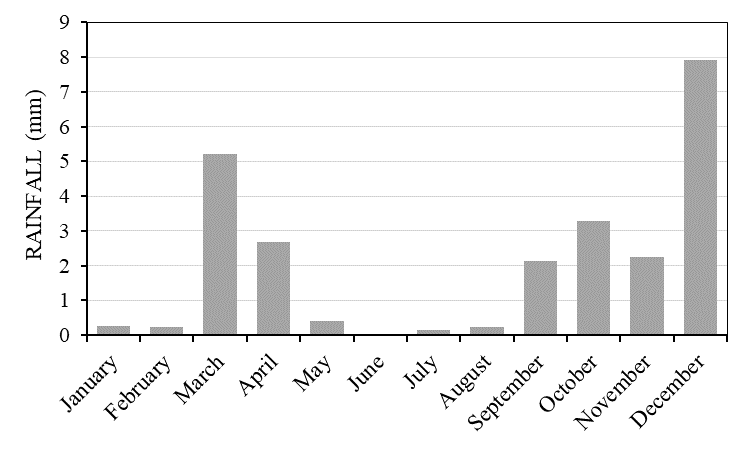 RAINFALL (mm)
9
8
7
6
5
4
3
2
1
0
January
February
March
April
May
June
July
August
September
October
November
December